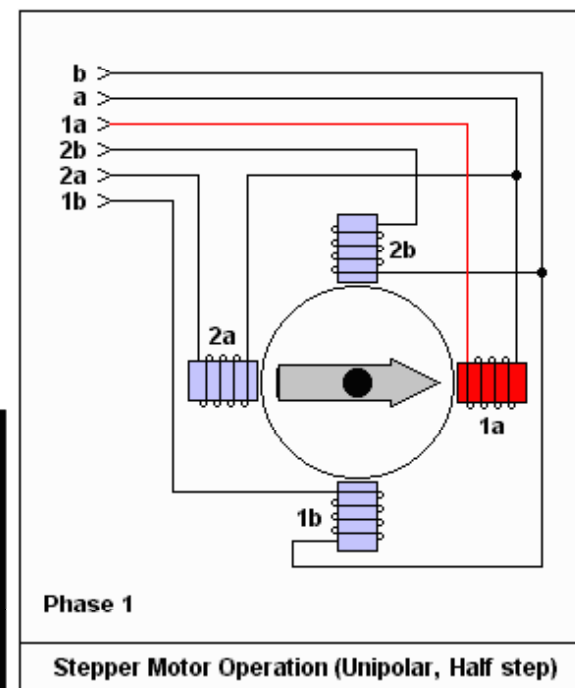 b
a
1a
2b
2a
1b
2b
2a
1a
1b
Phase 1
Stepper Motor Operation (Unipolar, Half step)